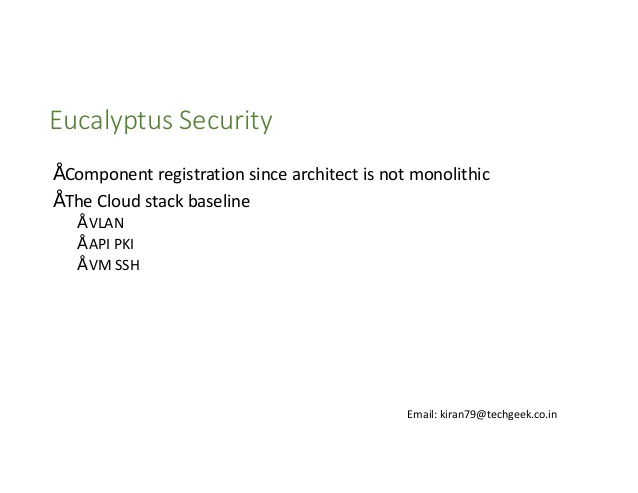 Eucalyptus Security
ÅComponent registration since architect is not monolithic
ÅThe Cloud stack baseline
ÅVLAN
ÅAPI PKI
ÅVM SSH
Email: kiran79@techgeek.co.in